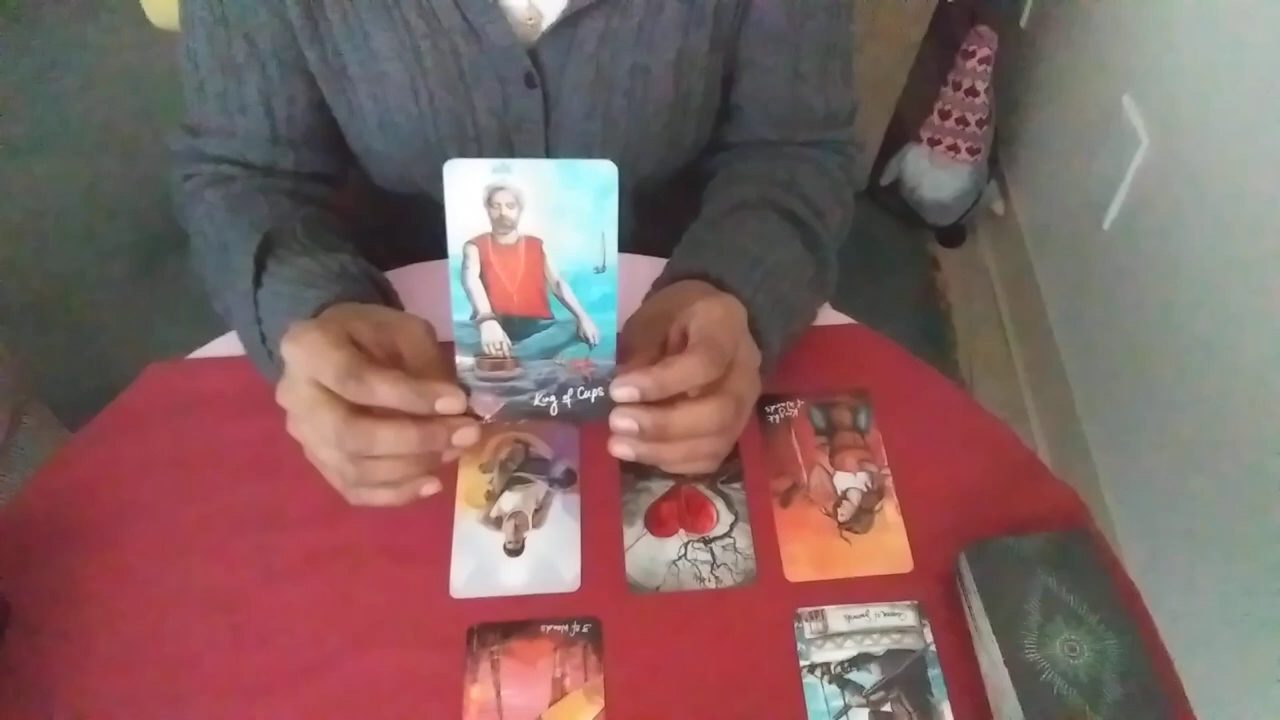 King of Cups
Knight
of Wands
3 of Wands
Queen of Swords